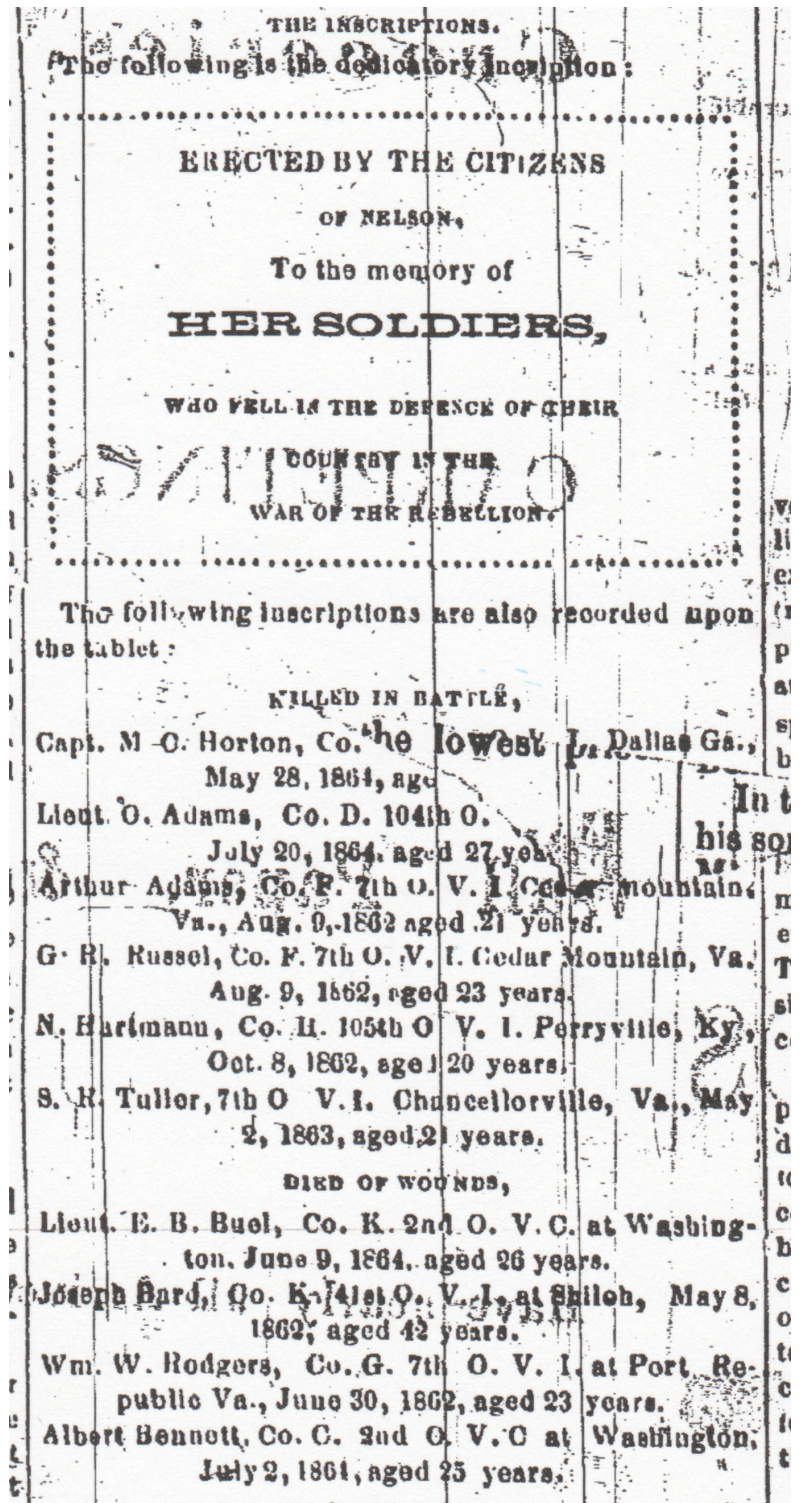 THE INSCRIPTIONS.
The following is the dedicatory incription:
ERECTED BY THE CITIZENS
OF NELSON,
To the memory of
HER SOLDIERS,
WHO FELL IN THE DEFENCE OF THEIR
COUNTRY IN THE
WAR OF THE REBELLION.
The following inscriptions are also recorded upon
the tablet:
KILLED IN BATTLE,
Capt. M C. Horton, Co. the lowest I. Dallas Ga.,
May 28, 1864, age
In t
Lieut. O. Adams, Co. D. 104th O.
his so
July 20, 1864, aged 27 yea
Arthur Adams, Co. F. 7th O. V. I. Cedar mountain,
Va., Aug. 9, 1862 aged 21 years.
G. R. Russel, Co. F. 7th O. V. I. Cedar Mountain, Va.
Aug. 9, 1862, aged 23 years.
N. Hartmann, Co. H. 105th O V. I. Perryville, Ky.,
Oct. 8, 1862, aged 20 years.
S. R. Tuller, 7th O V. I. Chancellorville, Va., May
2, 1863, aged 21 years.
DIED OF WOUNDS,
Lieut. E. B. Buel, Co. K. 2nd O. V. C. at Washing-
ton, June 9, 1864, aged 26 years.
Joseph Bard, Co. K. 41st O. V. I. at Shiloh, May 8,
1862, aged 42 years.
Wm. W. Rodgers, Co. G. 7th O. V. I. at Port Re-
public Va., June 30, 1862, aged 23 years.
Albert Bennett, Co. C. 2nd O. V. C at Washington,
July 2, 1864, aged 25 years.